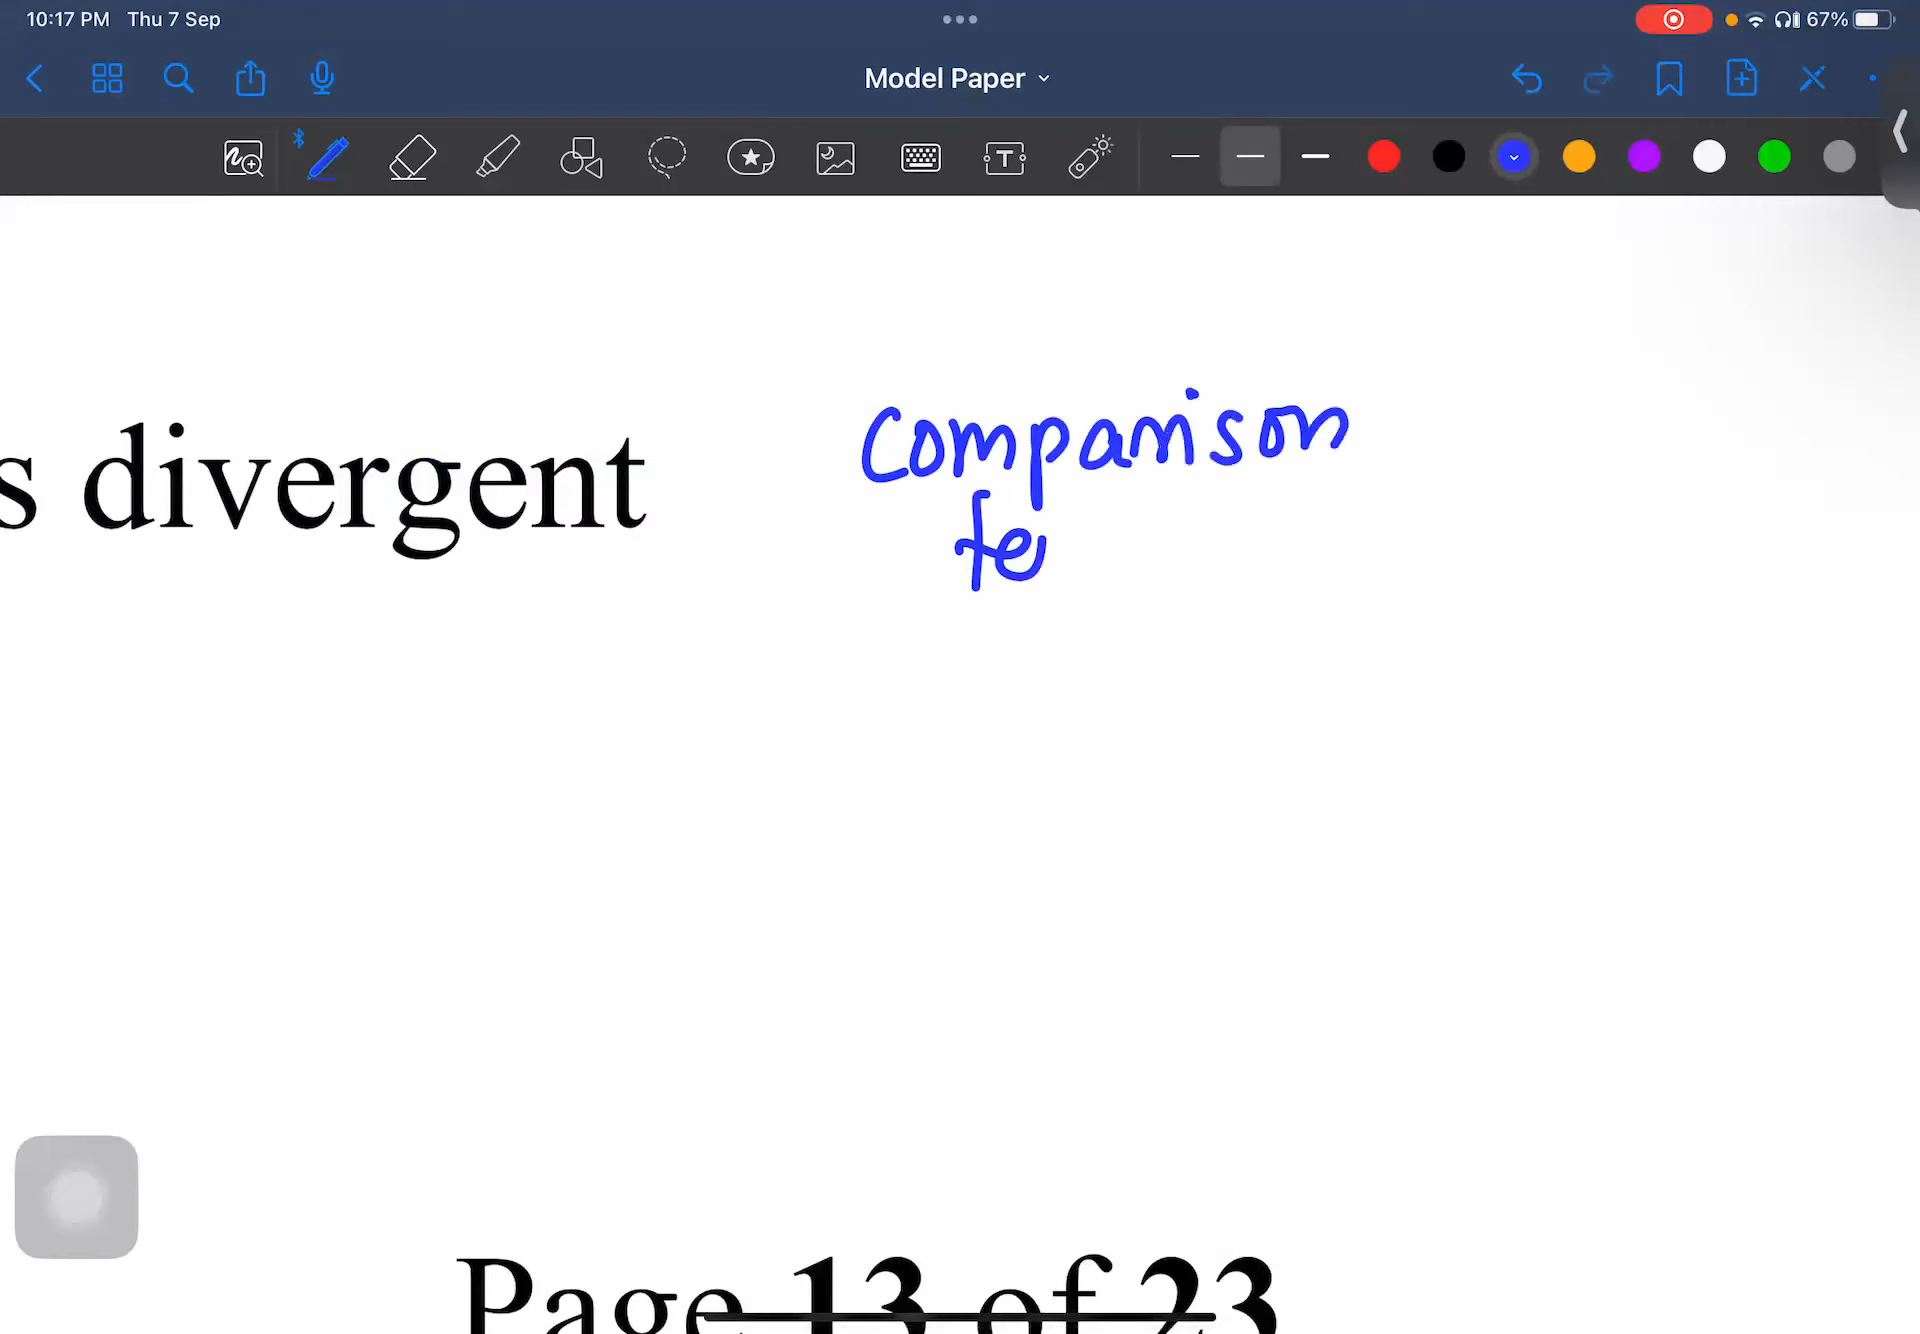 10:17 PM Thu 7 Sep
67%
Model Paper
T
s divergent
comparison
te
Page 13 of 23